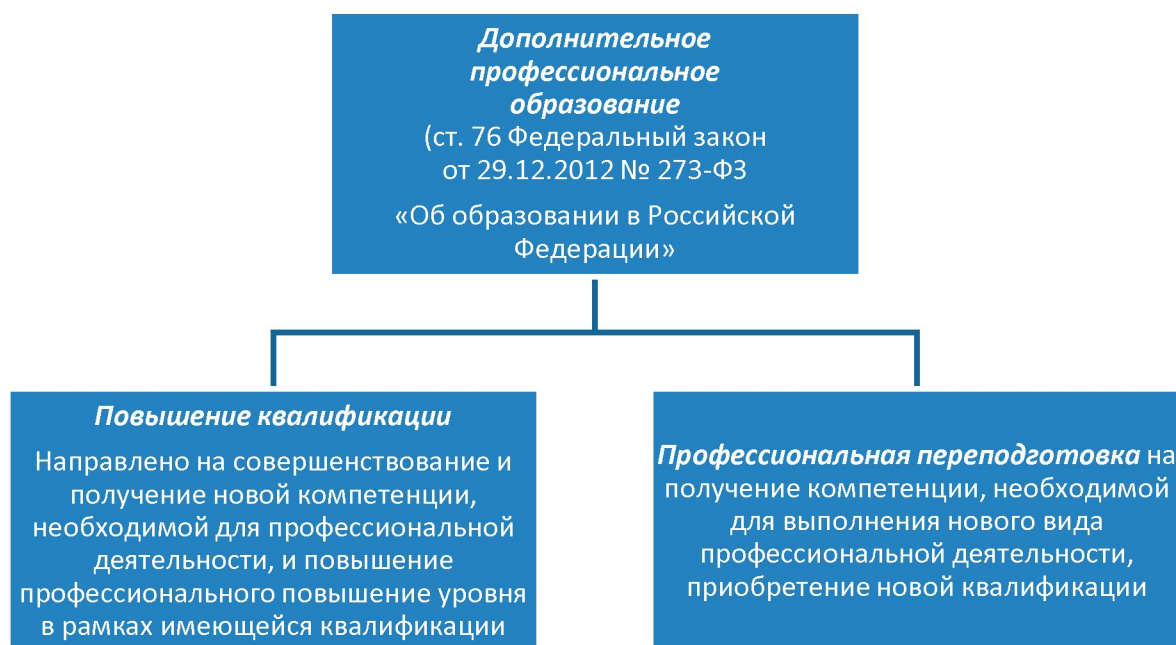 Дополнительное
профессиональное
образование
(ст. 76 Федеральный закон
от 29.12.2012 № 273-ФЗ
«Об образовании в Российской
Федерации»
Повышение квалификации
Направлено на совершенствование и
получение новой компетенции,
необходимой для профессиональной
деятельности, и повышение
профессионального повышение уровня
в рамках имеющейся квалификации
Профессиональная переподготовка на
получение компетенции, необходимой
для выполнения нового вида
профессиональной деятельности,
приобретение новой квалификации